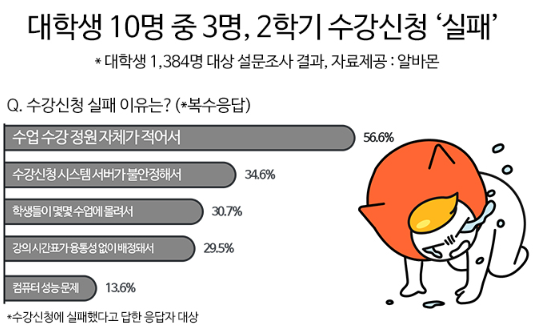 대학생 10명 중 3명, 2학기 수강신청 ‘실패’
* 대학생 1,384명 대상 설문조사 결과, 자료제공 : 알바몬
Q. 수강신청 실패 이유는? (*복수응답)
수업 수강 정원 자체가 적어서 56.6%
수강신청 시스템 서버가 불안정해서 34.6%
학생들이 몇몇 수업에 몰려서 30.7%
강의 시간표가 융통성 없이 배정돼서 29.5%
컴퓨터 성능 문제 13.6%
*수강신청에 실패했다고 답한 응답자 대상